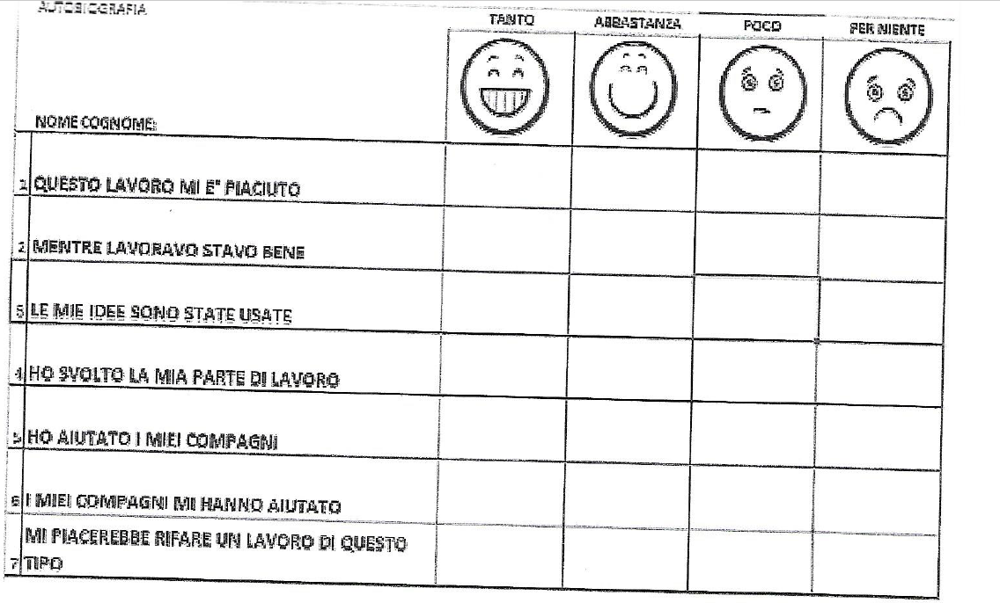 AUTOBIOGRAFIA
TANTO ABBASTANZA POCO PER NIENTE
NOME COGNOME:
1 QUESTO LAVORO MI E' PIACIUTO
2 MENTRE LAVORAVO STAVO BENE
3 LE MIE IDEE SONO STATE USATE
4 HO SVOLTO LA MIA PARTE DI LAVORO
5 HO AIUTATO I MIEI COMPAGNI
6 I MIEI COMPAGNI MI HANNO AIUTATO
MI PIACEREBBE RIFARE UN LAVORO DI QUESTO
7 TIPO